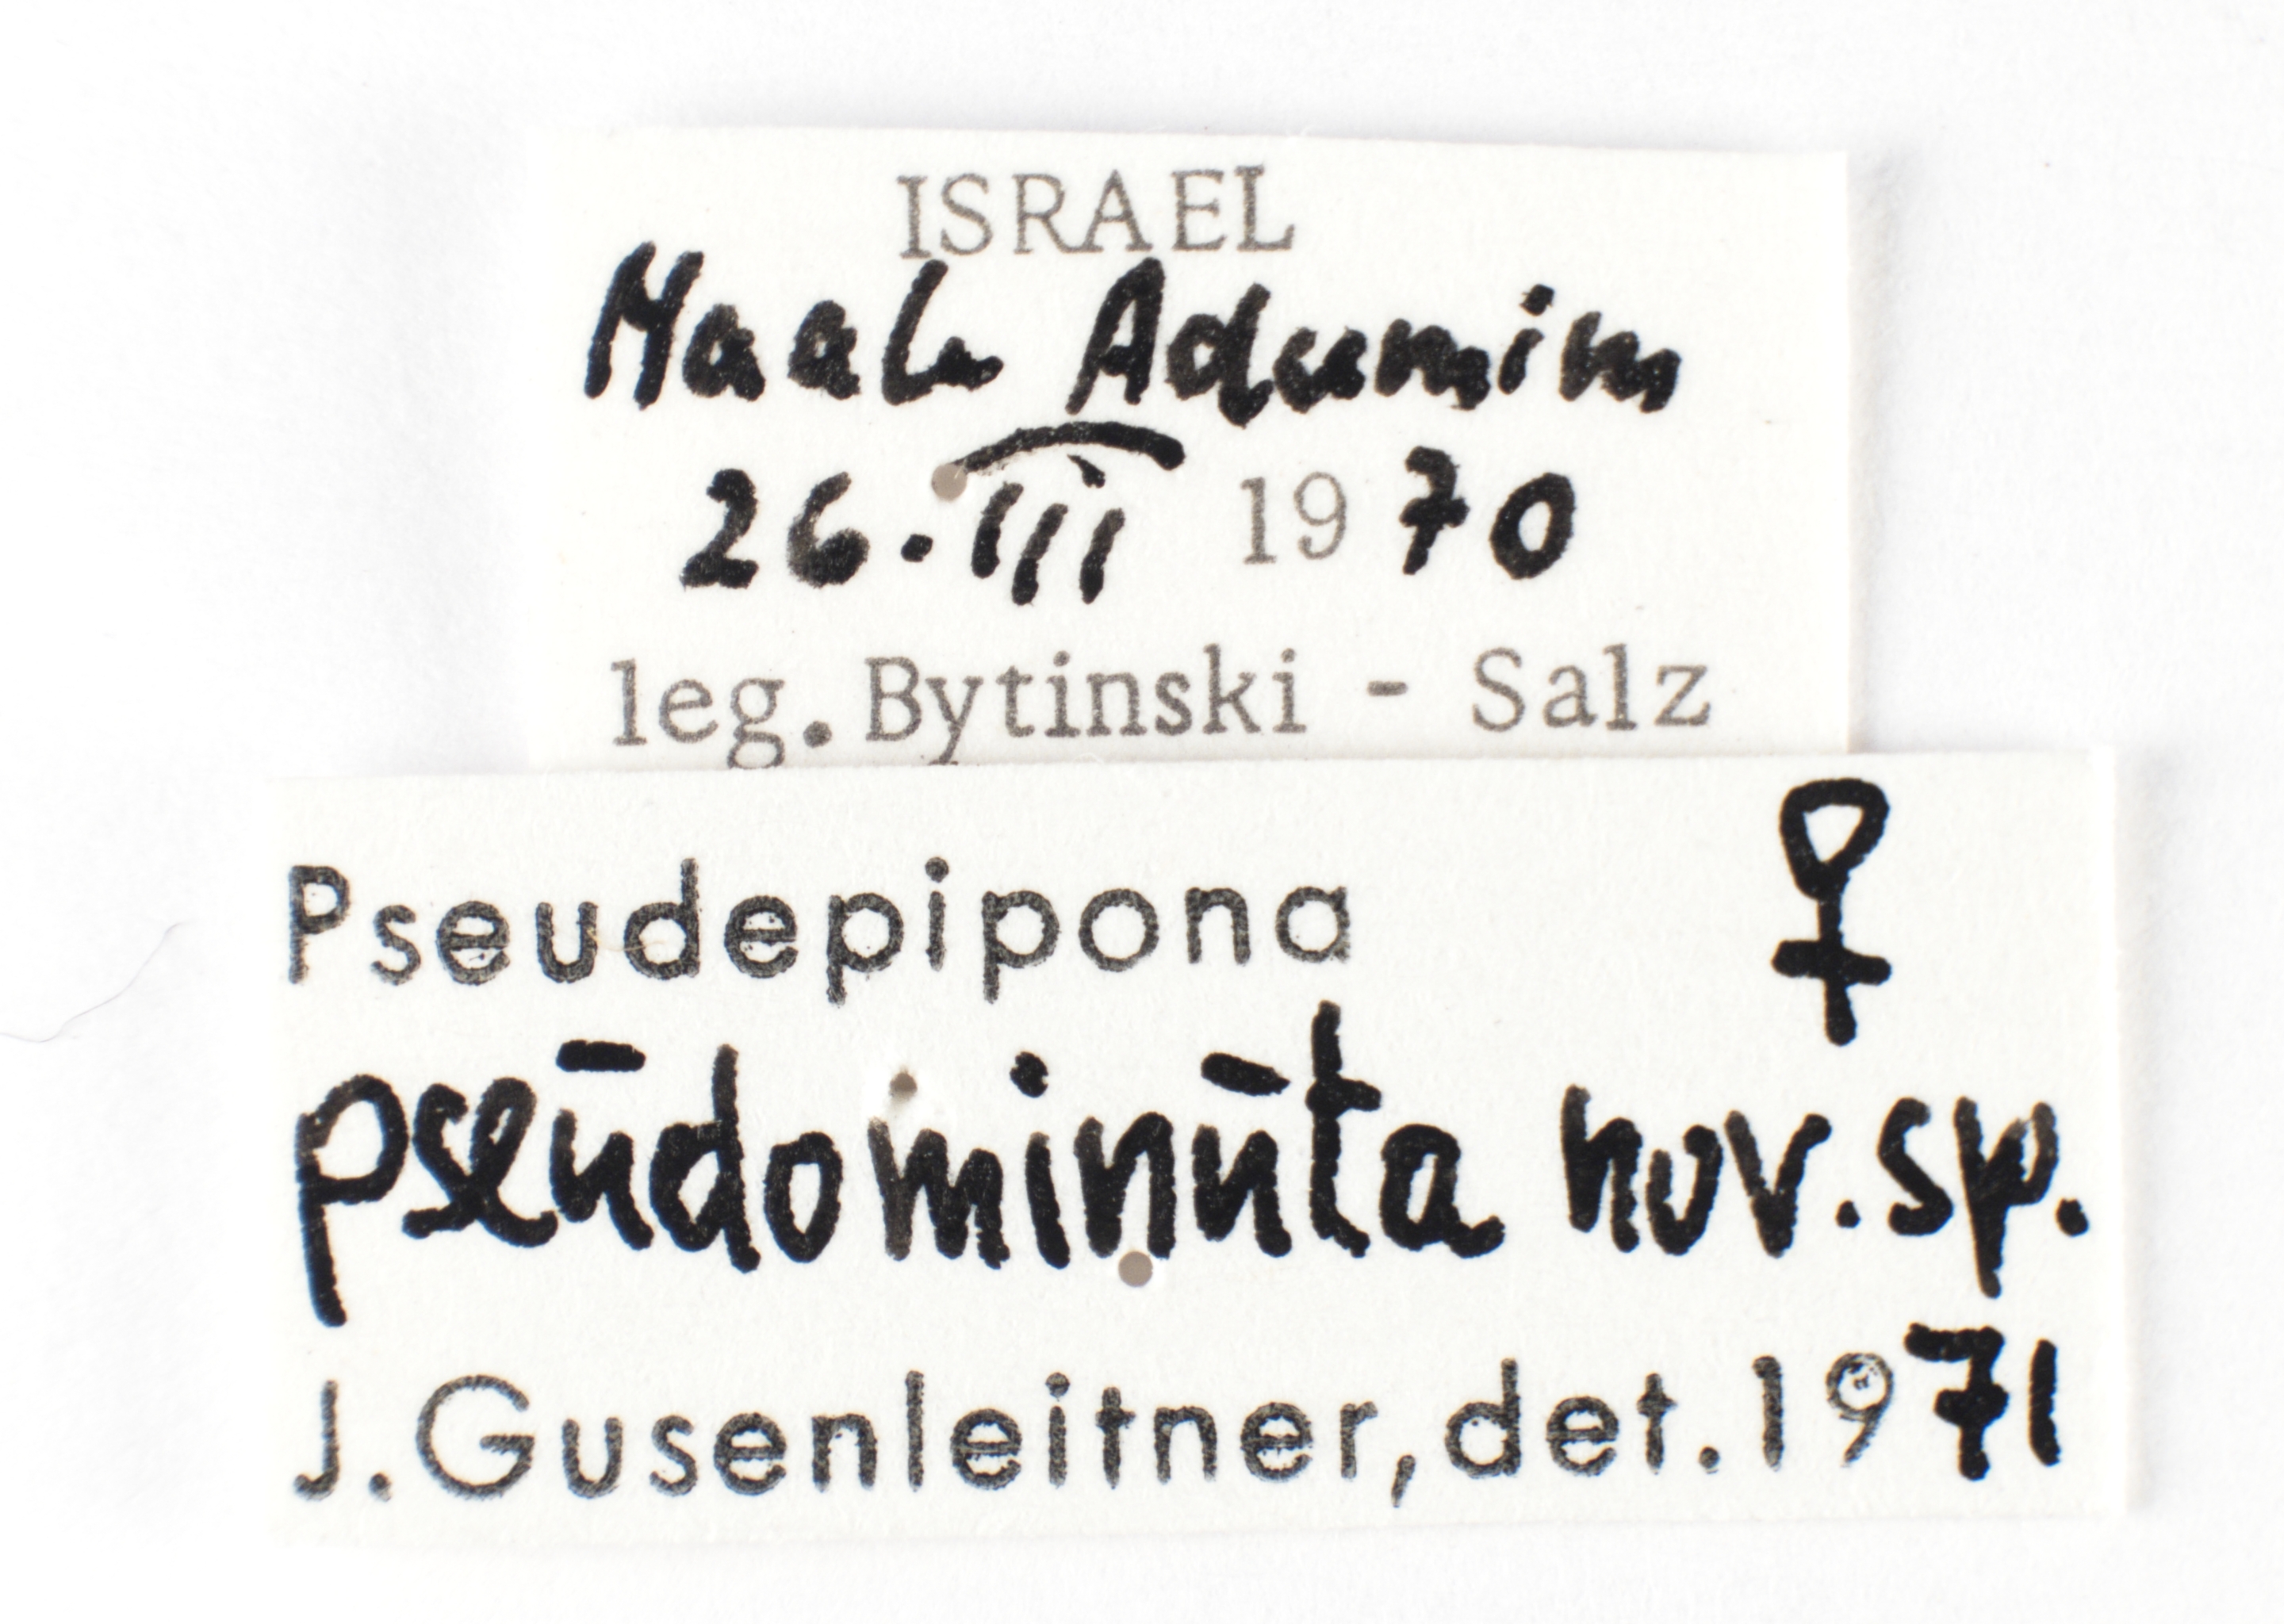 ISRAEL
Maale Adumim
26.III 1970
leg. Bytinski - Salz
Pseudepipona ♀
pseudominuta nov. sp.
J. Gusenleitner, det. 1971